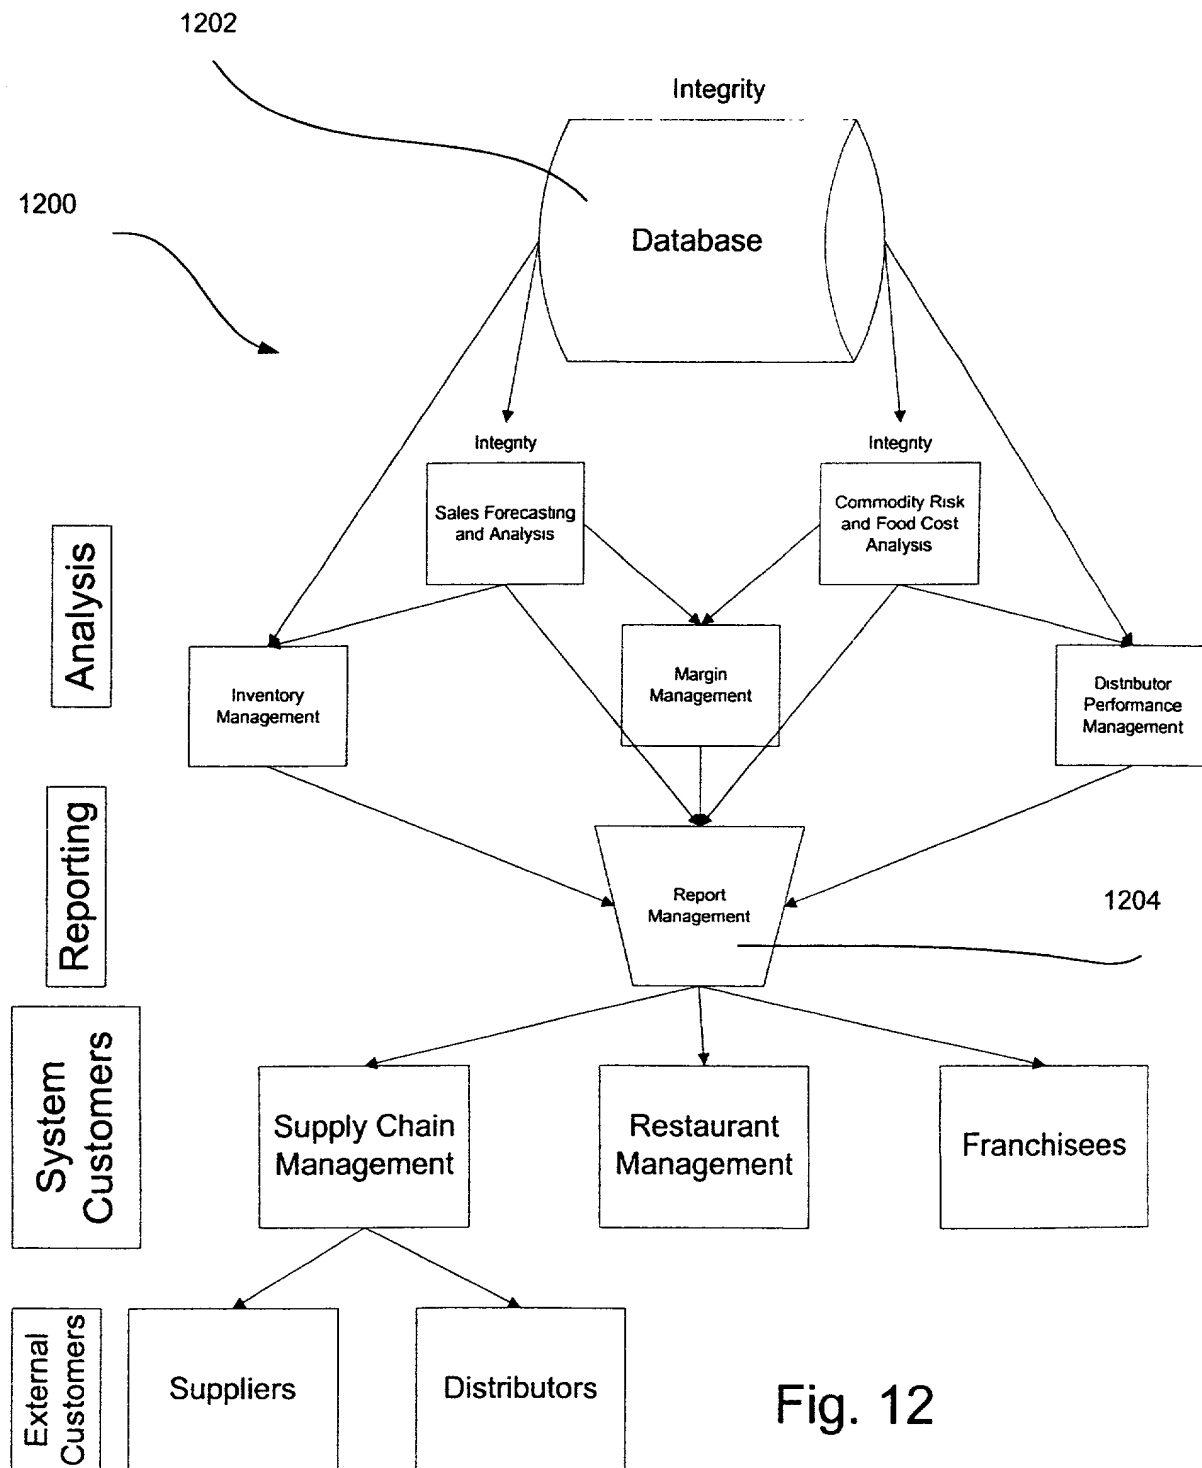 1202
Integrity
1200
Database
Integrity
Integrity
Sales Forecasting
and Analysis
Commodity Risk
and Food Cost
Analysis
Analysis
Inventory
Management
Margin
Management
Distributor
Performance
Management
Reporting
Report
Management
1204
System
Customers
Supply Chain
Management
Restaurant
Management
Franchisees
External
Customers
Suppliers
Distributors
Fig. 12